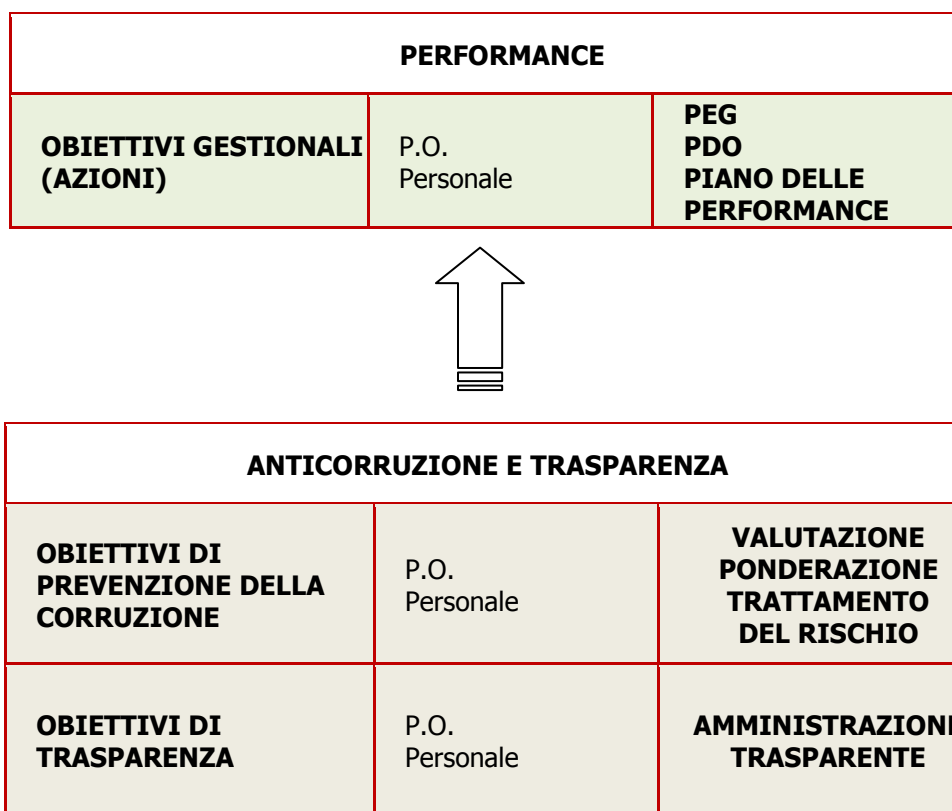 PERFORMANCE
OBIETTIVI GESTIONALI
(AZIONI)
P.O.
Personale
PEG
PDO
PIANO DELLE
PERFORMANCE
ANTICORRUZIONE E TRASPARENZA
OBIETTIVI DI
PREVENZIONE DELLA
CORRUZIONE
P.O.
Personale
VALUTAZIONE
PONDERAZIONE
TRATTAMENTO
DEL RISCHIO
OBIETTIVI DI
TRASPARENZA
P.O.
Personale
AMMINISTRAZIONE
TRASPARENTE